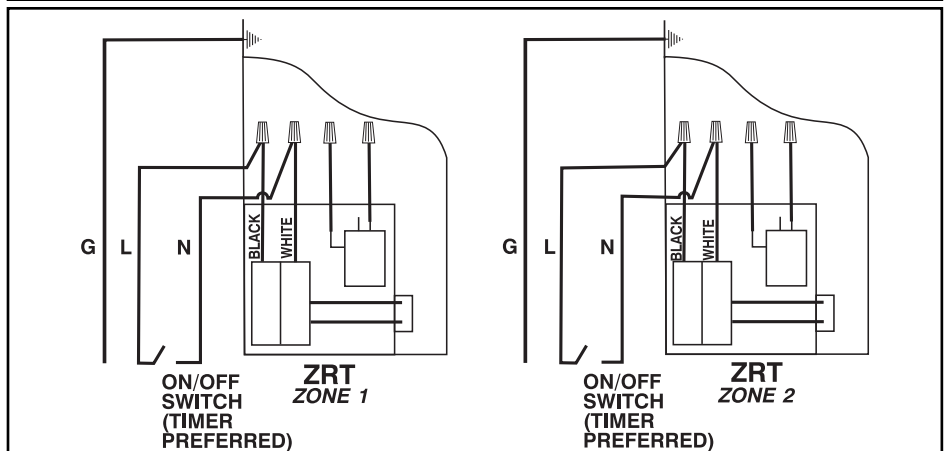 G L N
BLACK
WHITE
ZRT
ZONE 1
ON/OFF
SWITCH
(TIMER
PREFERRED)
G L N
BLACK
WHITE
ZRT
ZONE 2
ON/OFF
SWITCH
(TIMER
PREFERRED)